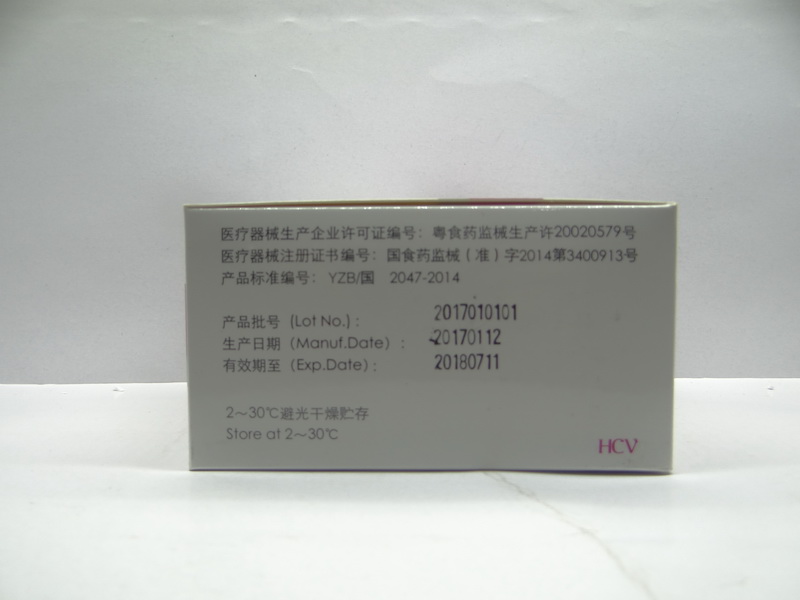 医疗器械生产企业许可证编号：粤食药监械生产许20020579号
医疗器械注册证书编号：国食药监械（准）字2014第3400913号
产品标准编号：YZB/国 2047-2014
产品批号 (Lot No.)： 2017010101
生产日期 (Manuf.Date)： 20170112
有效期至 (Exp.Date)： 20180711
2～30℃避光干燥贮存
Store at 2～30℃
HCV